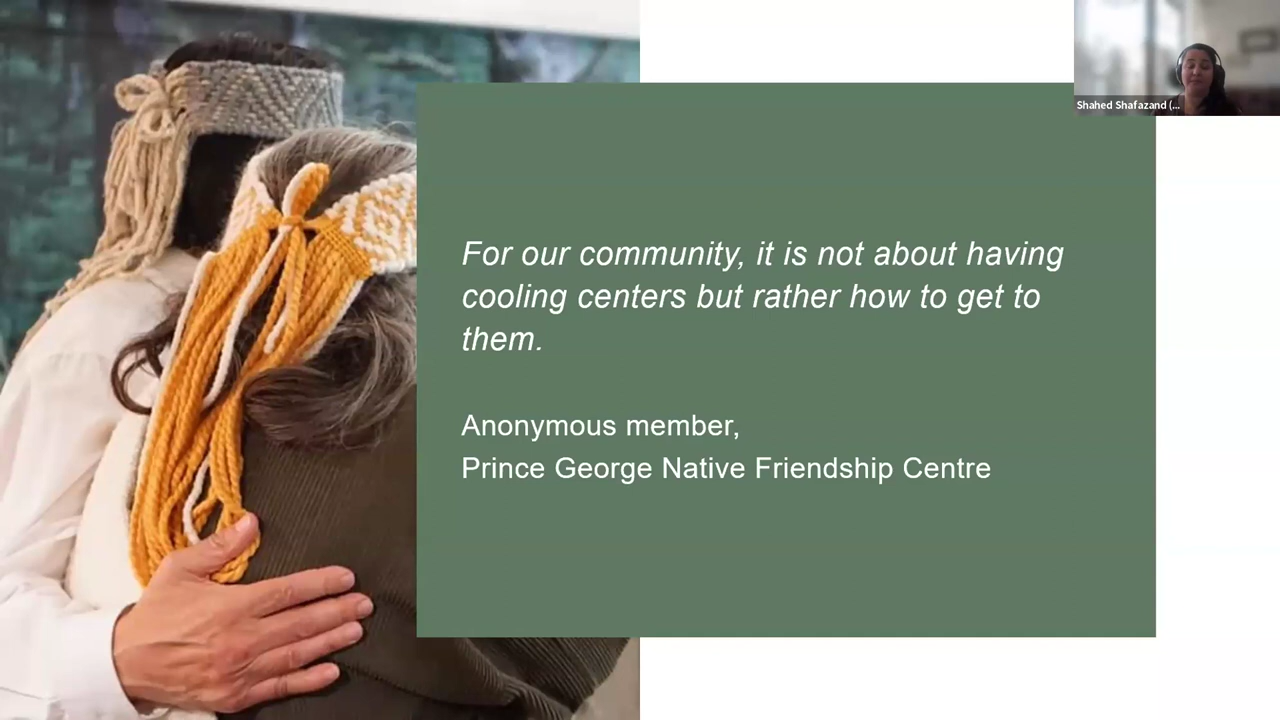 Shahed Shafazand (...
For our community, it is not about having
cooling centers but rather how to get to
them.
Anonymous member,
Prince George Native Friendship Centre